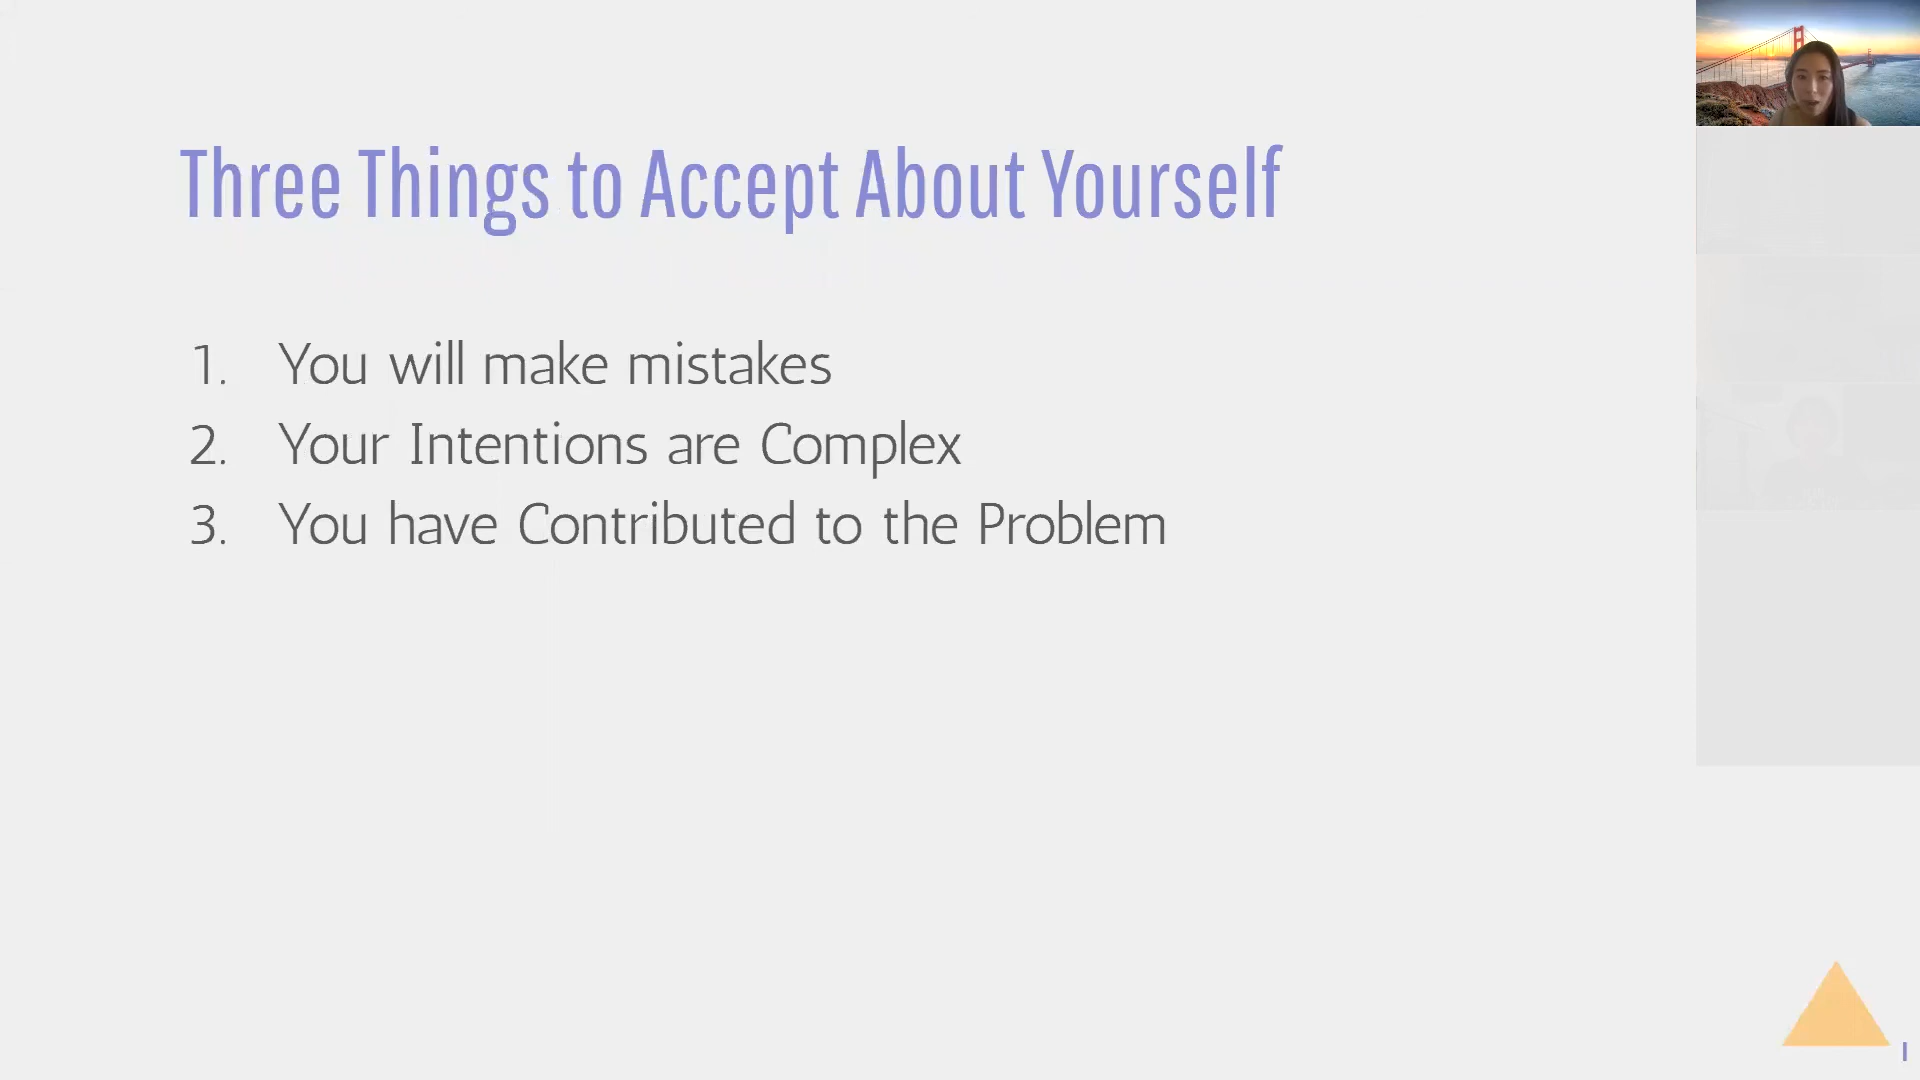 Three Things to Accept About Yourself
1. You will make mistakes
2. Your Intentions are Complex
3. You have Contributed to the Problem